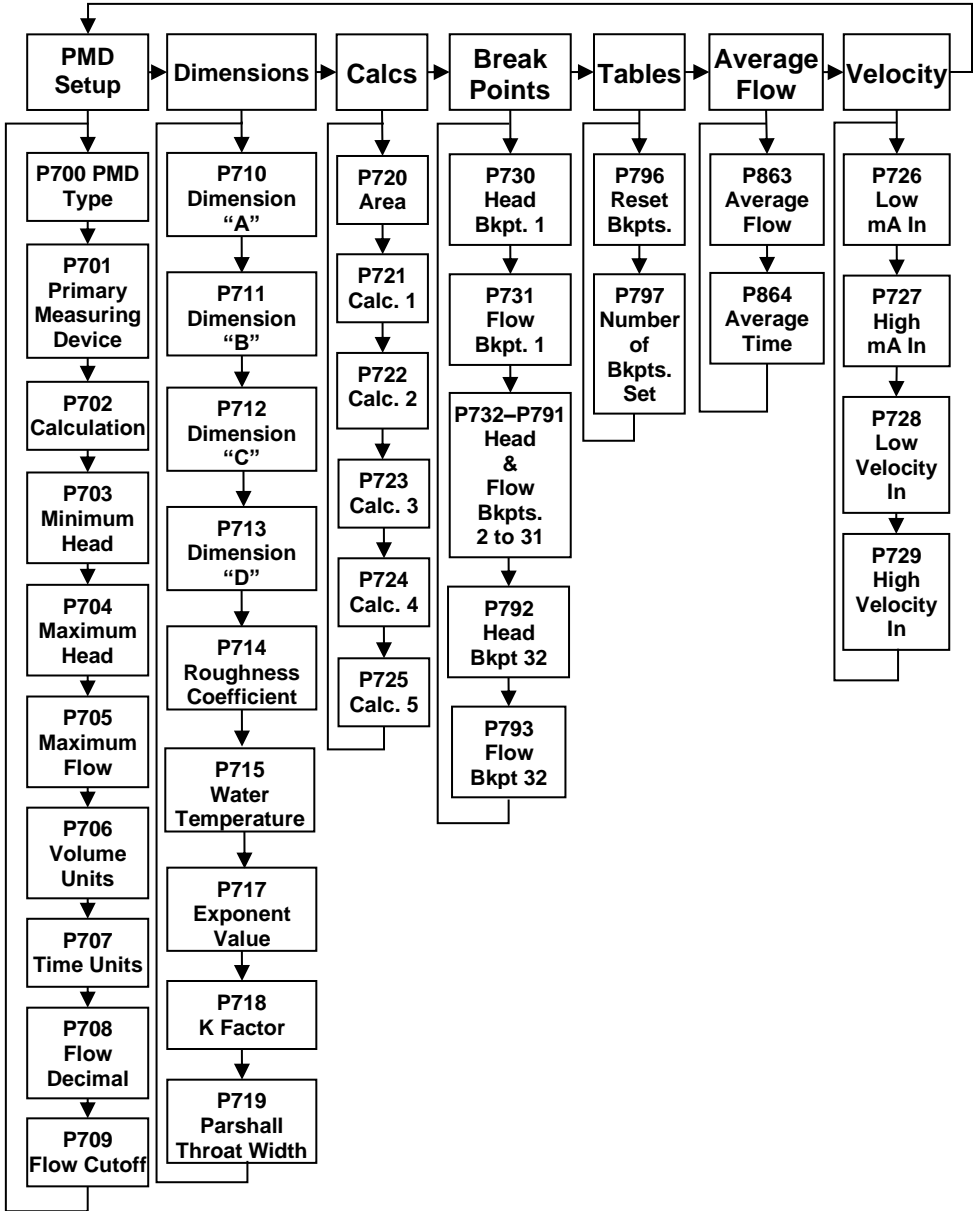 PMD
Setup
Dimensions
Calcs
Break
Points
Tables
Average
Flow
Velocity
P700 PMD
Type
P701
Primary
Measuring
Device
P702
Calculation
P703
Minimum
Head
P704
Maximum
Head
P705
Maximum
Flow
P706
Volume
Units
P707
Time Units
P708
Flow
Decimal
P709
Flow Cutoff
P710
Dimension
“A”
P711
Dimension
“B”
P712
Dimension
“C”
P713
Dimension
“D”
P714
Roughness
Coefficient
P715
Water
Temperature
P717
Exponent
Value
P718
K Factor
P719
Parshall
Throat Width
P720
Area
P721
Calc. 1
P722
Calc. 2
P723
Calc. 3
P724
Calc. 4
P725
Calc. 5
P730
Head
Bkpt. 1
P731
Flow
Bkpt. 1
P732–P791
Head
&
Flow
Bkpts.
2 to 31
P792
Head
Bkpt 32
P793
Flow
Bkpt 32
P796
Reset
Bkpts.
P797
Number
of
Bkpts.
Set
P863
Average
Flow
P864
Average
Time
P726
Low
mA In
P727
High
mA In
P728
Low
Velocity
In
P729
High
Velocity
In